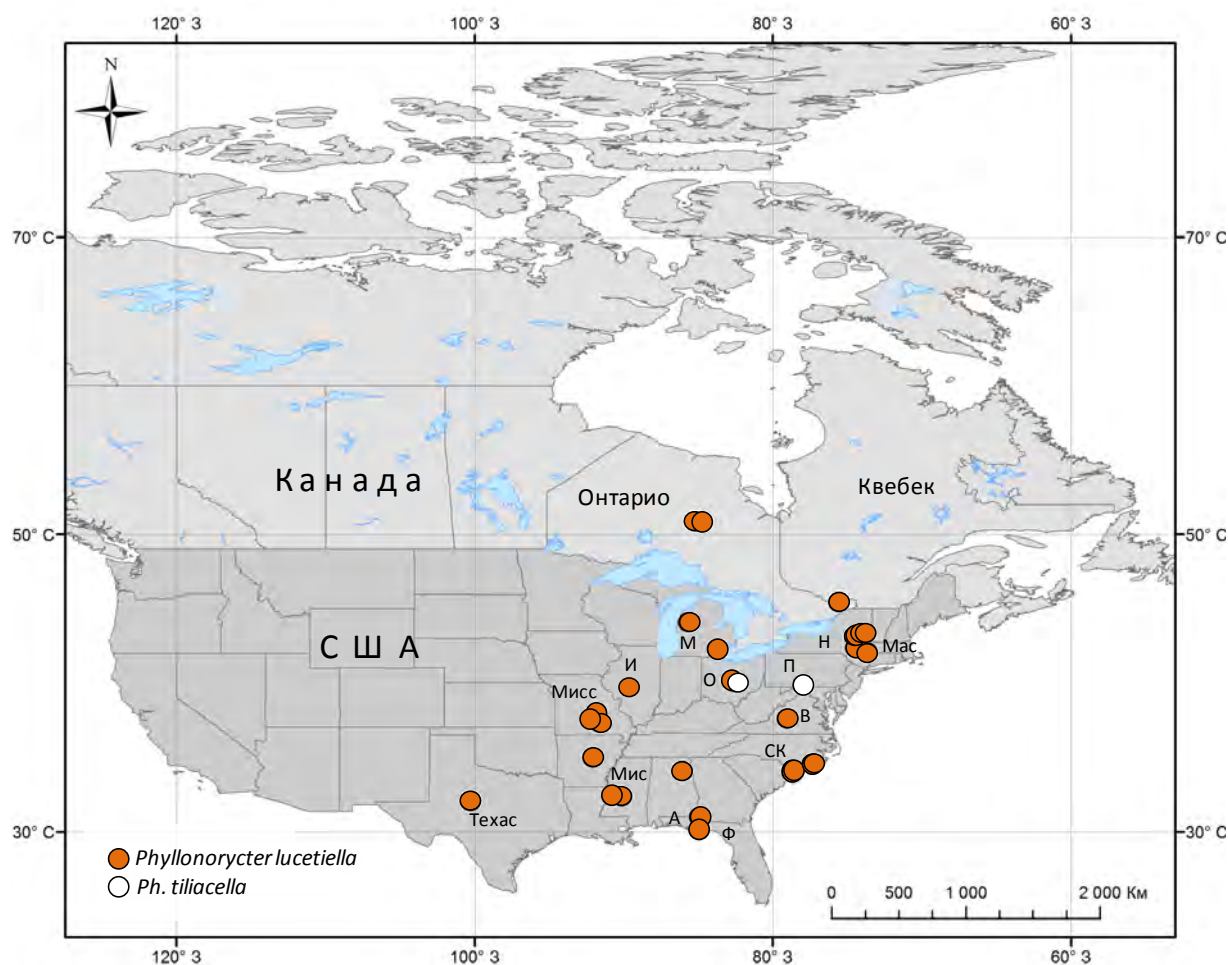 120° З 100° З 80° З 60° З
N
70° С 70° С
Канада
Онтарио
Квебек
50° С 50° С
США
М
Н
Мас
И
О
П
Мисс
В
СК
Мис
Техас
А
Ф
30° С 30° С
Phyllonorycter lucetiella
Ph. tiliacella
0 500 1 000 2 000 Км
120° З 100° З 80° З 60° З